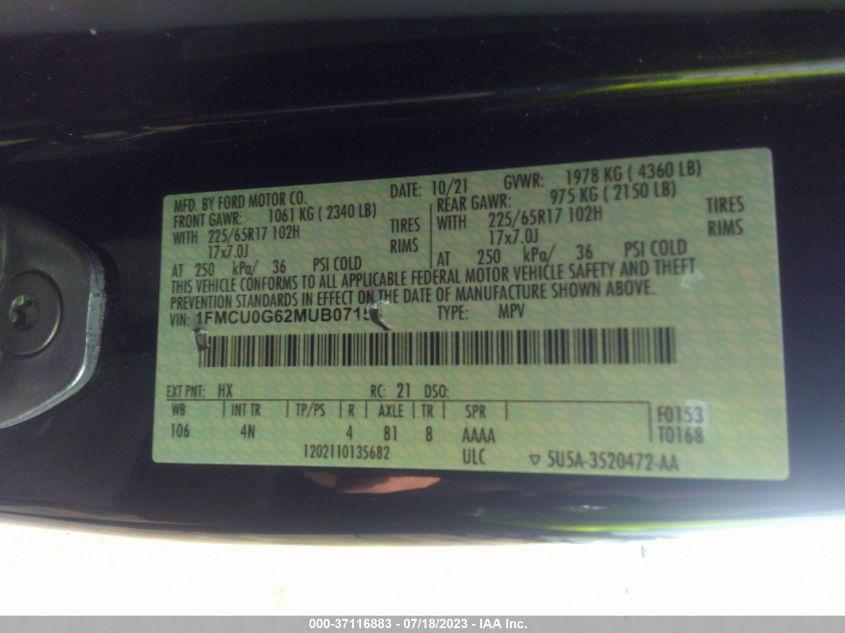 MFD. BY FORD MOTOR CO.
DATE: 10/21
GVWR: 1978 KG ( 4360 LB)
FRONT GAWR: 1061 KG ( 2340 LB)
REAR GAWR: 975 KG ( 2150 LB)
WITH 225/65R17 102H TIRES
WITH 225/65R17 102H TIRES
17x7.0J RIMS
17x7.0J RIMS
AT 250 kPa/ 36 PSI COLD
AT 250 kPa/ 36 PSI COLD
THIS VEHICLE CONFORMS TO ALL APPLICABLE FEDERAL MOTOR VEHICLE SAFETY AND THEFT
PREVENTION STANDARDS IN EFFECT ON THE DATE OF MANUFACTURE SHOWN ABOVE.
VIN: TYPE: MPV
EXT PNT: HX RC: 21 DSO:
WB INT TR TP/PS R AXLE TR SPR F0153
106 4N 4 81 8 AAAA T0168
1202110135682 ULC ▽ 5U5A-3520472-AA
000-37116883 - 07/18/2023 - IAA Inc.